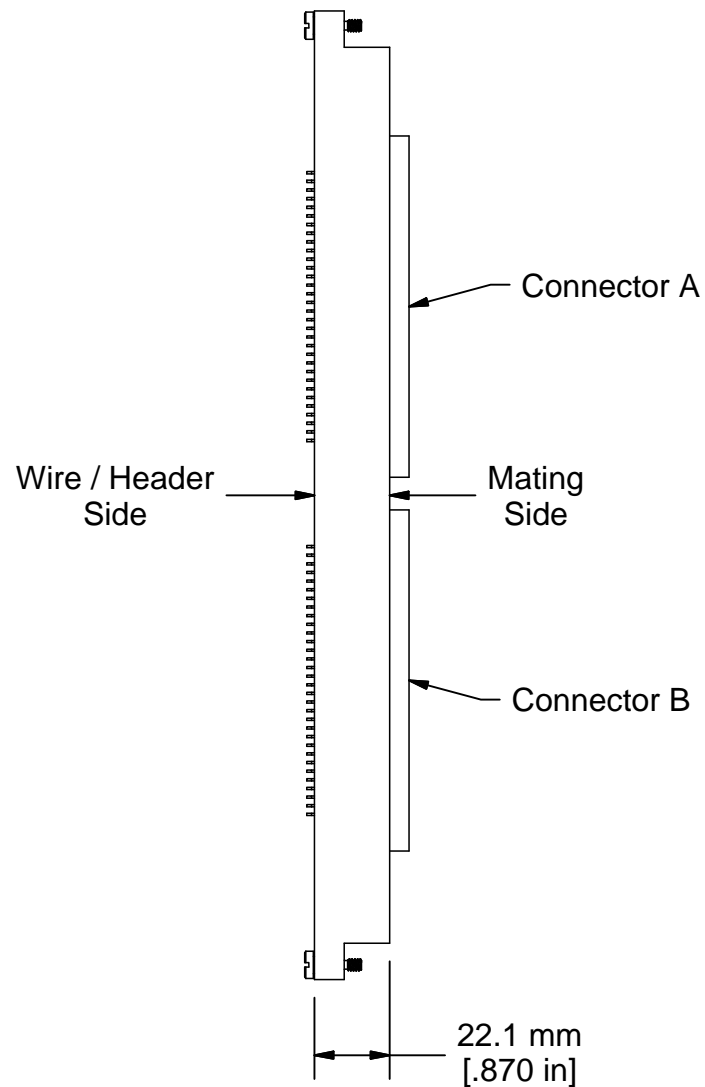 Connector A
Wire / Header
Side
Mating
Side
Connector B
22.1 mm
[.870 in]